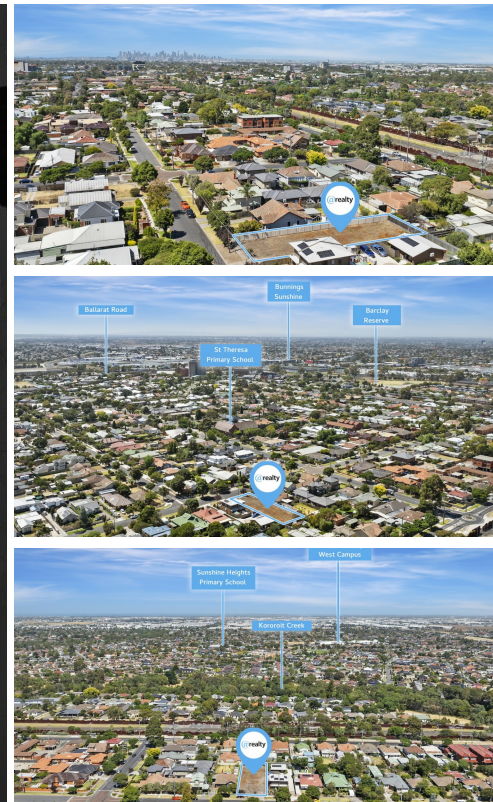 @realty
Bunnings
Sunshine
Ballarat Road
Barclay
Reserve
St Theresa
Primary School
@realty
West Campus
Sunshine Heights
Primary School
Kororoit Creek
@realty